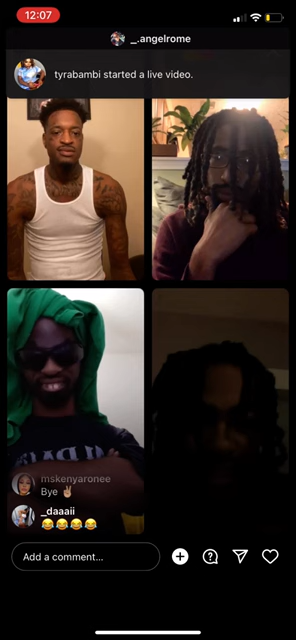 12:07
_.angelrome
tyrabambi started a live video.
mskenyaronee
Bye ✌🏼
_daaaii
😂😂😂😂
Add a comment...